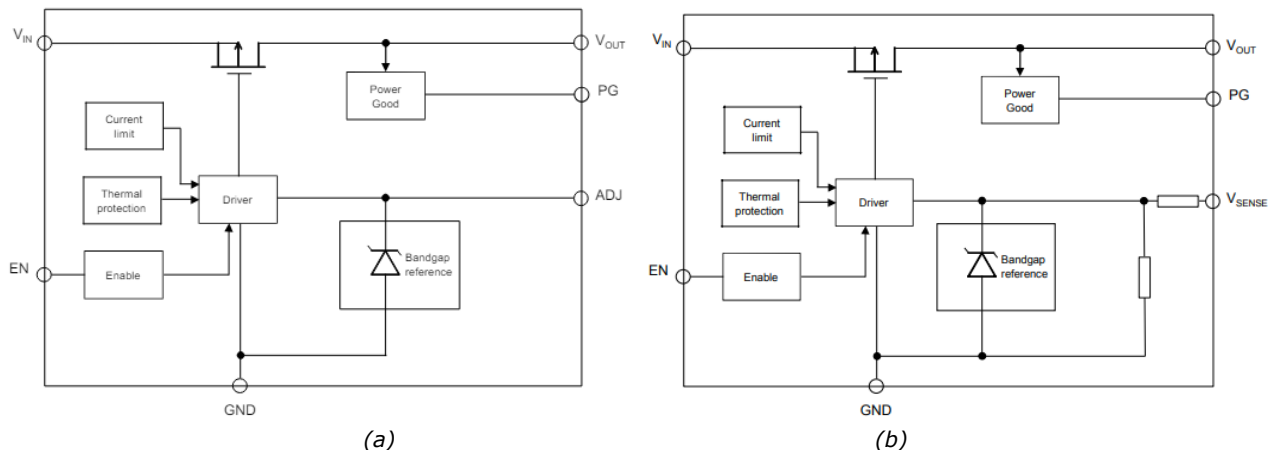 VIN
VOUT
Power
Good
PG
Current
limit
Thermal
protection
Driver
ADJ
EN
Enable
Bandgap
reference
GND
(a)
VIN
VOUT
Power
Good
PG
Current
limit
Thermal
protection
Driver
VSENSE
EN
Enable
Bandgap
reference
GND
(b)